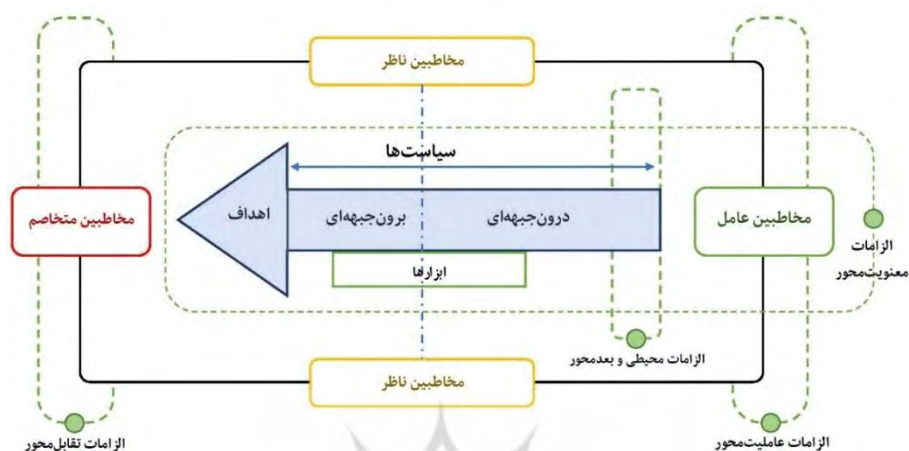 مخاطبین ناظر
سیاست‌ها
مخاطبین عامل
درون‌جبهه‌ای
برون‌جبهه‌ای
اهداف
مخاطبین متخاصم
ابزارها
الزامات
معنویت‌محور
الزامات محیطی و بعدمحور
مخاطبین ناظر
الزامات عاملیت‌محور
الزامات تقابل‌محور